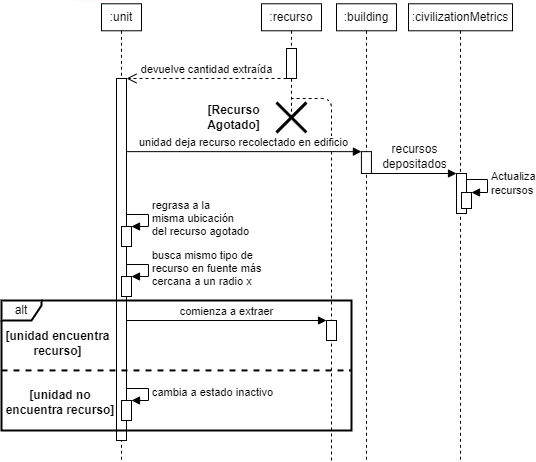 :unit
:recurso
:building
:civilizationMetrics
devuelve cantidad extraída
[Recurso
Agotado]
unidad deja recurso recolectado en edificio
recursos
depositados
Actualiza
recursos
regrasa a la
misma ubicación
del recurso agotado
busca mismo tipo de
recurso en fuente más
cercana a un radio x
alt
comienza a extraer
[unidad encuentra
recurso]
[unidad no
encuentra recurso]
cambia a estado inactivo